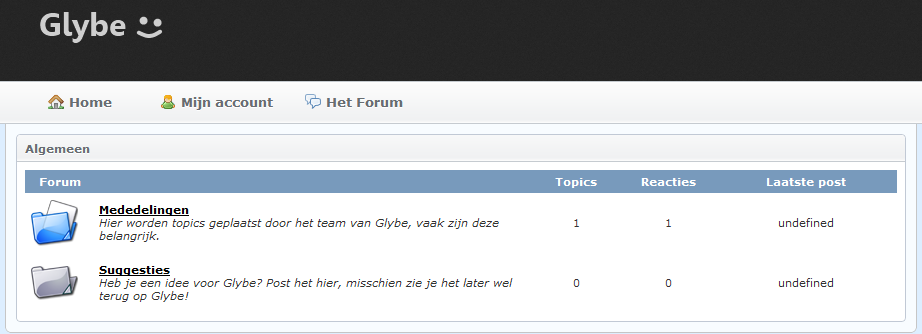 Glybe
Home Mijn account Het Forum
Algemeen
Forum Topics Reacties Laatste post
Mededelingen
Hier worden topics geplaatst door het team van Glybe, vaak zijn deze
belangrijk.
1 1 undefined
Suggesties
Heb je een idee voor Glybe? Post het hier, misschien zie je het later wel
terug op Glybe!
0 0 undefined